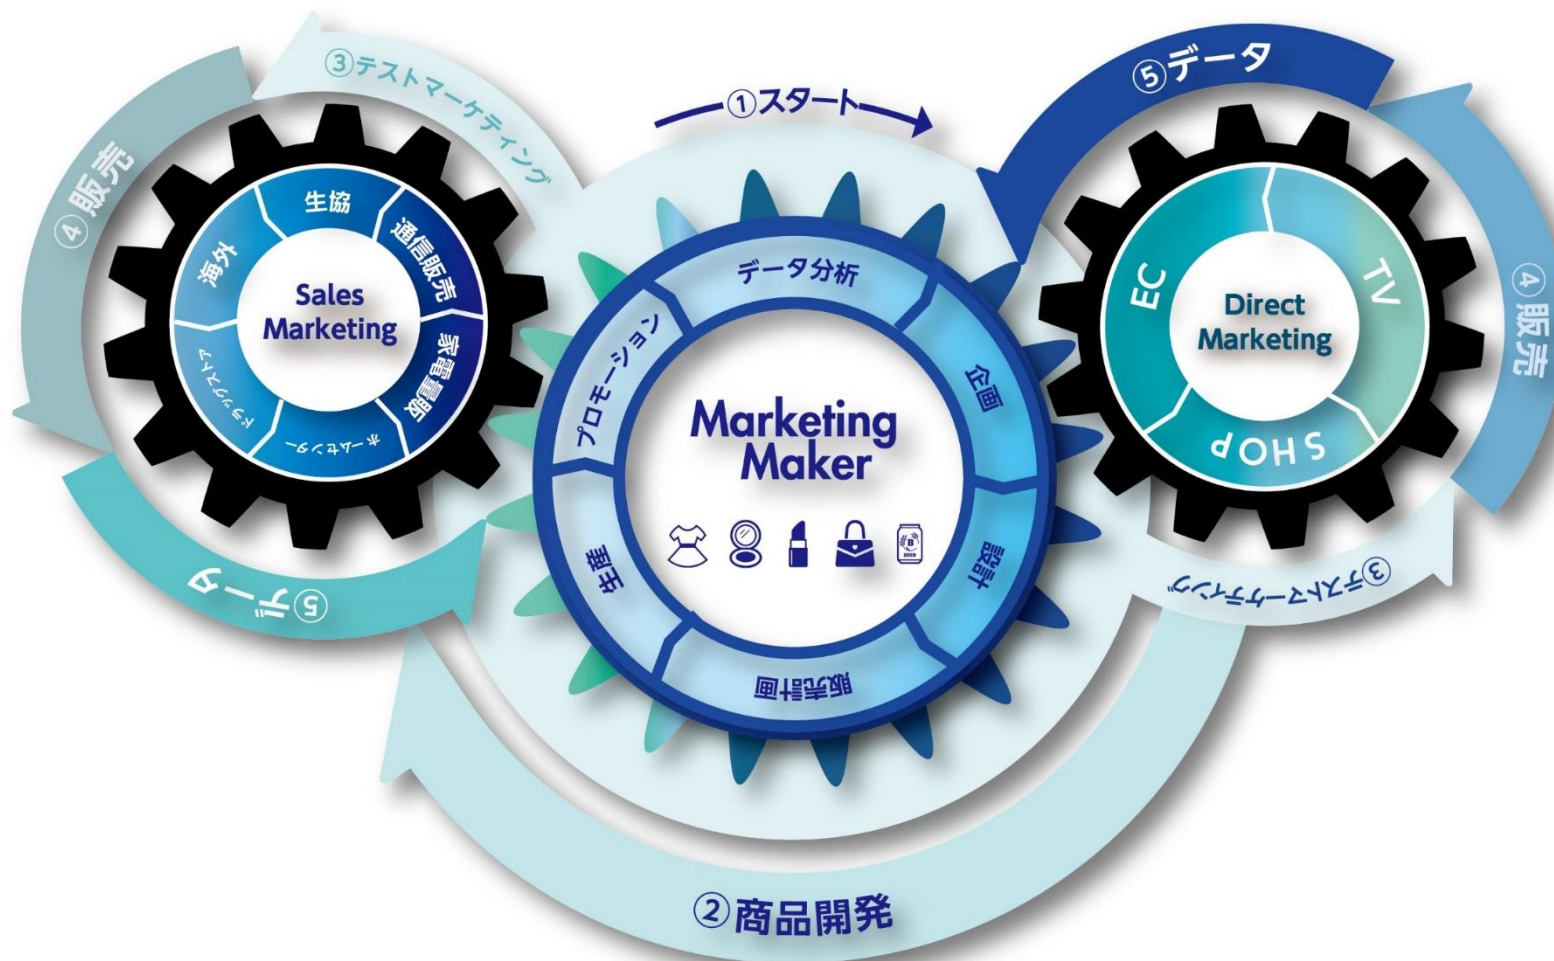 ①スタート
③テストマーケティング
④販売
⑤データ
生協
通信販売
家電量販
ホームセンター
ドラッグストア
海外
Sales
Marketing
データ分析
企画
設計
販売計画
生産
プロモーション
Marketing
Maker
B
BEER
⑤データ
④販売
③テストマーケティング
TV
SHOP
EC
Direct
Marketing
②商品開発